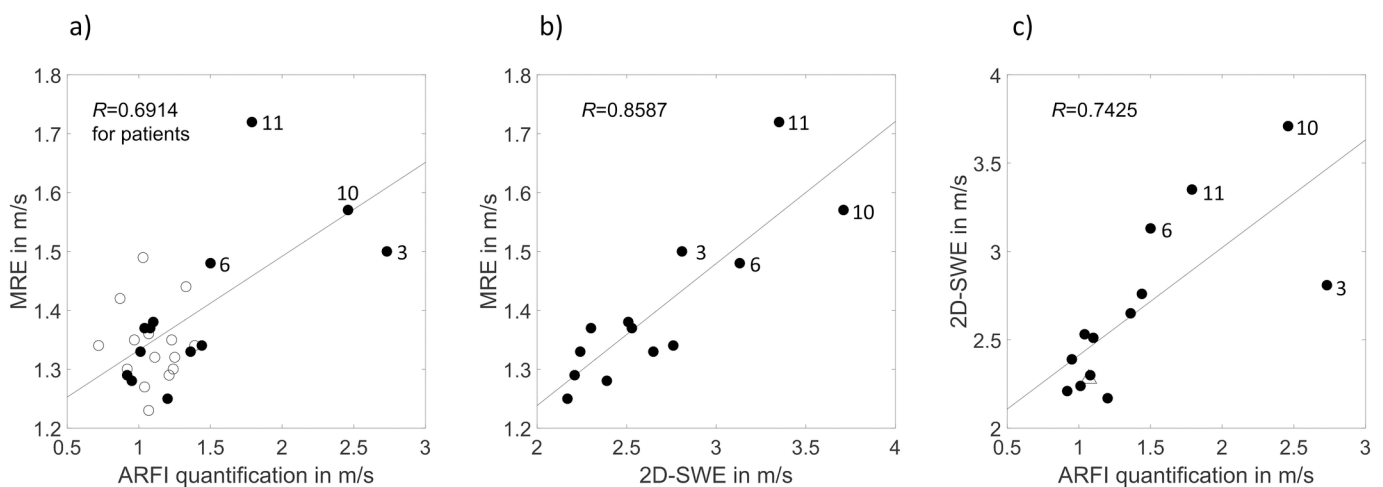 a)
R=0.6914
for patients
11
10
3
6
1.8
1.7
1.6
1.5
1.4
1.3
1.2
MRE in m/s
0.5 1 1.5 2 2.5 3
ARFI quantification in m/s
b)
R=0.8587
11
10
3
6
1.8
1.7
1.6
1.5
1.4
1.3
1.2
MRE in m/s
2 2.5 3 3.5 4
2D-SWE in m/s
c)
R=0.7425
10
11
6
3
4
3.5
3
2.5
2
2D-SWE in m/s
0.5 1 1.5 2 2.5 3
ARFI quantification in m/s